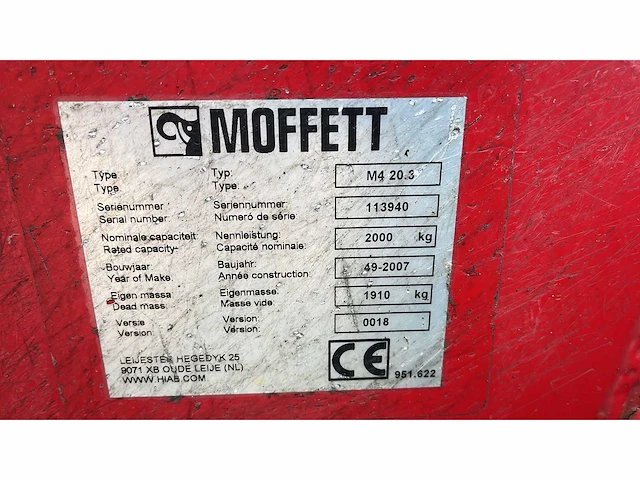 MOFFETT
Type Typ: M4 20.3
Type Type:
Serienummer Seriennummer: 113940
Serial number Numeró de série:
Nominale capaciteit Nennleistung: 2000 kg
Rated capacity Capacité nominale:
Bouwjaar Baujahr: 49-2007
Year of Make: Année construction:
Eigen massa Eigenmasse: 1910 kg
Dead mass: Masse vide:
Versie Version: 0018
Version: Version:
LEIJESTER HEGEDYK 25
9071 XB OUDE LEIJE (NL)
WWW.HIAB.COM
CE 951.622